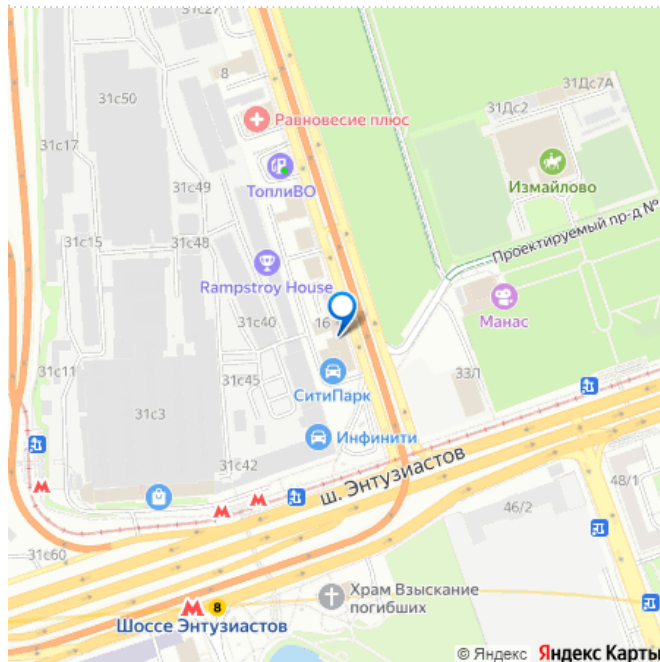 31с27
8
31с50
Равновесие плюс
31с17
ТоплиВО
31с49
31Дс7А
31Дс2
Измайлово
31с15
31с48
Проектируемый пр-д №
Rampstroy House
31с40
16
Манас
31с11
СитиПарк
33Л
31с45
31с3
Инфинити
31с42
ш. Энтузиастов
48/1
46/2
31с60
Храм Взыскание
погибших
8
Шоссе Энтузиастов
© Яндекс Яндекс Карты